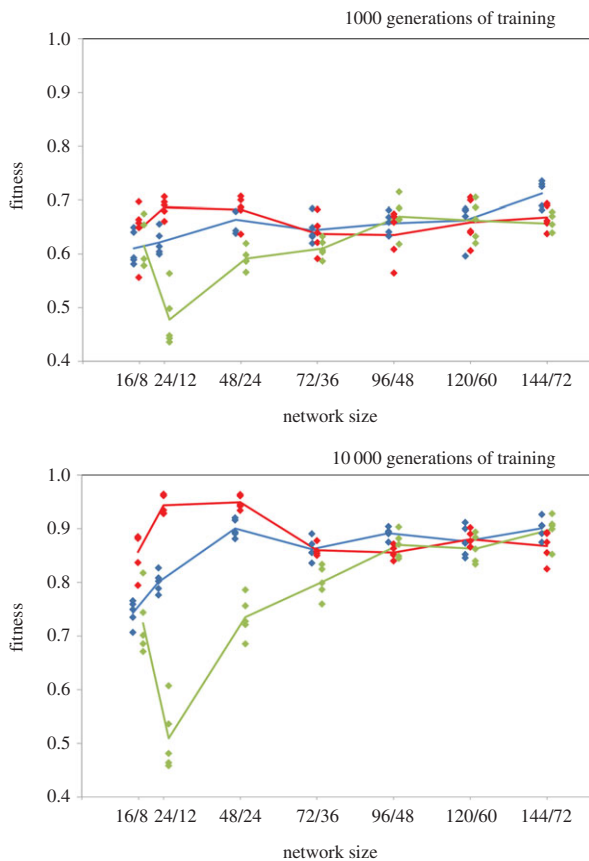 1000 generations of training
1.0
0.9
0.8
fitness
0.7
0.6
0.5
0.4
16/8 24/12 48/24 72/36 96/48 120/60 144/72
network size
10 000 generations of training
1.0
0.9
0.8
fitness
0.7
0.6
0.5
0.4
16/8 24/12 48/24 72/36 96/48 120/60 144/72
network size